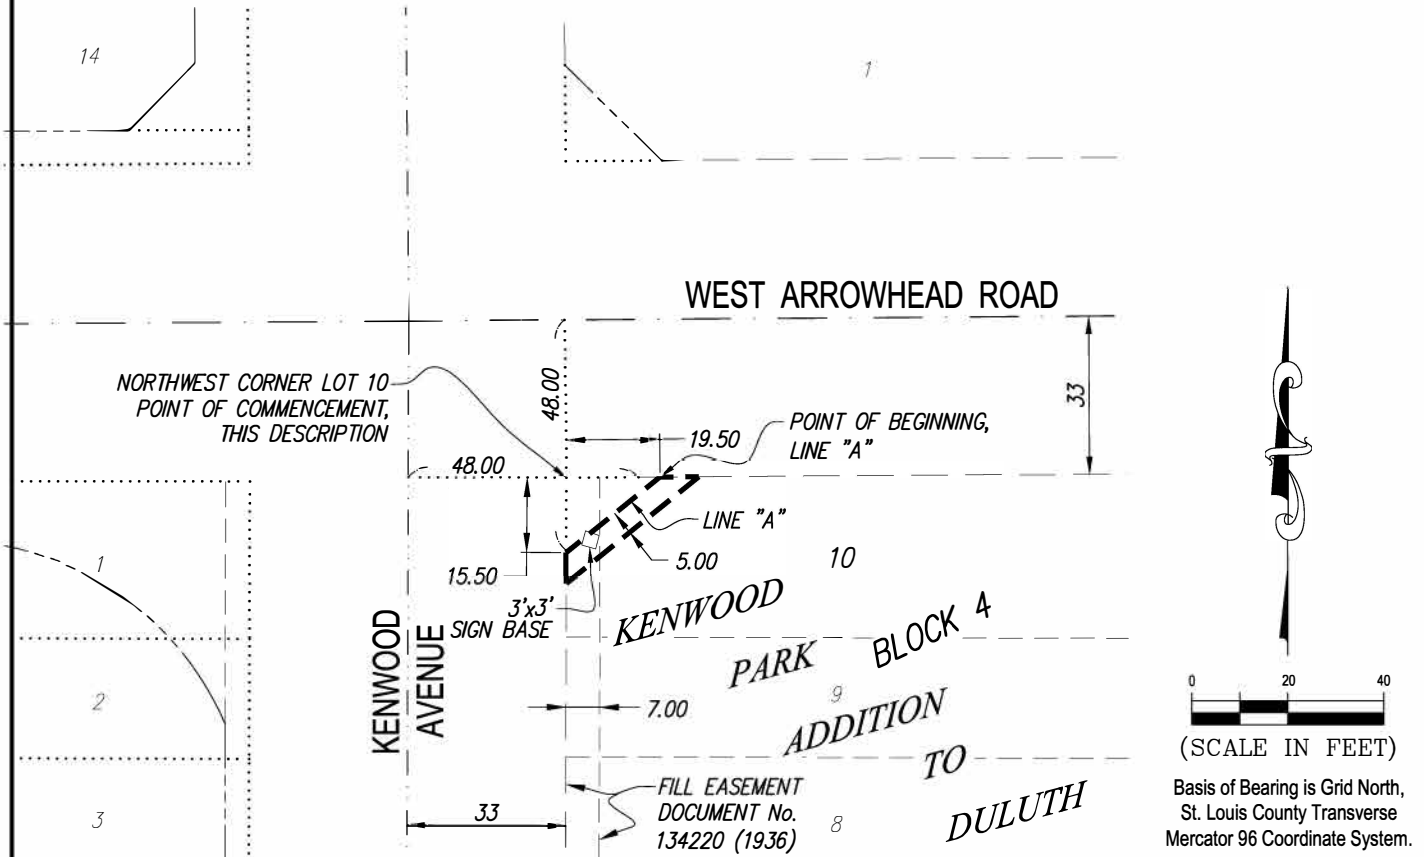 14
1
WEST ARROWHEAD ROAD
NORTHWEST CORNER LOT 10
POINT OF COMMENCEMENT,
THIS DESCRIPTION
48.00
33
19.50
POINT OF BEGINNING,
LINE "A"
48.00
LINE "A"
15.50
5.00
10
1
3'x3'
SIGN BASE
KENWOOD
AVENUE
KENWOOD
PARK
BLOCK 4
ADDITION
TO
DULUTH
2
9
7.00
FILL EASEMENT
DOCUMENT No.
134220 (1936)
33
3
8
0 20 40
(SCALE IN FEET)
Basis of Bearing is Grid North,
St. Louis County Transverse
Mercator 96 Coordinate System.